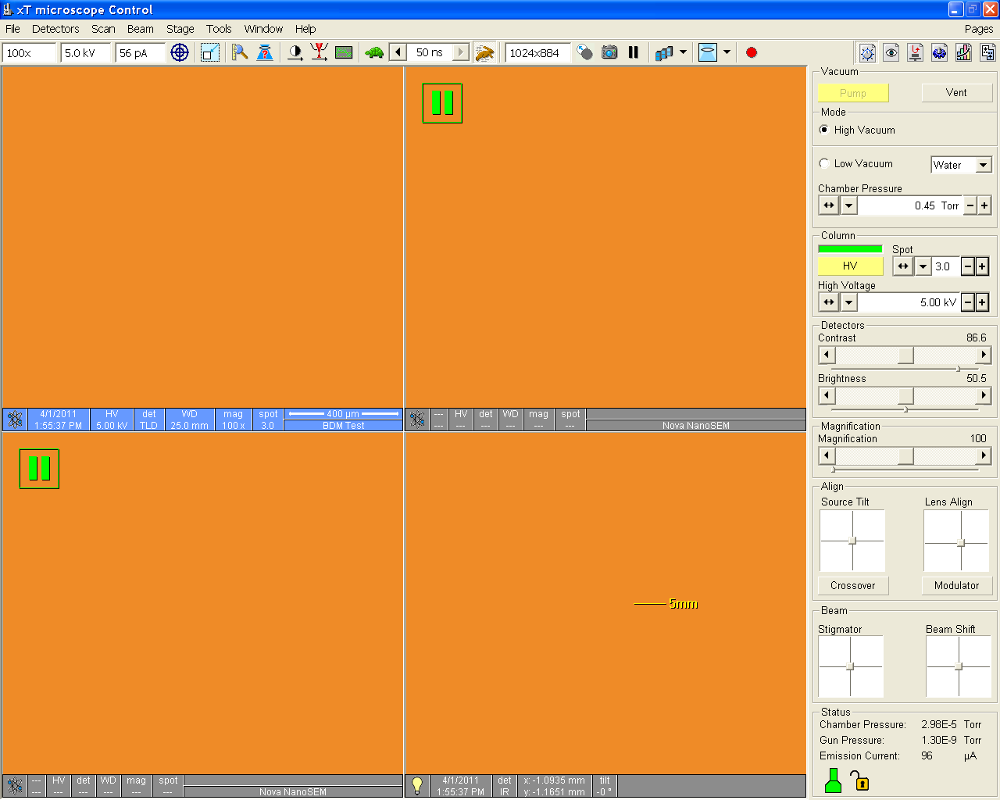 xT microscope Control
File Detectors Scan Beam Stage Tools Window Help Pages
100x 5.0 kV 56 pA 50 ns 1024x884
Vacuum
Pump Vent
Mode
High Vacuum
Low Vacuum Water
Chamber Pressure
0.45 Torr
Column
Spot
HV 3.0
High Voltage
5.00 kV
Detectors
Contrast 86.6
Brightness 50.5
Magnification
Magnification 100
Align
Source Tilt Lens Align
Crossover Modulator
Beam
Stigmator Beam Shift
Status
Chamber Pressure: 2.98E-5 Torr
Gun Pressure: 1.30E-9 Torr
Emission Current: 96 µA
4/1/2011 HV det WD mag spot 400 µm
1:55:37 PM 5.00 kV TLD 25.0 mm 100 x 3.0 BDM Test
--- HV det WD mag spot
--- --- --- --- --- --- Nova NanoSEM
5mm
--- HV det WD mag spot
--- --- --- --- --- --- Nova NanoSEM
4/1/2011 det x: -1.0935 mm tilt
1:55:37 PM IR y: -1.1651 mm -0 °